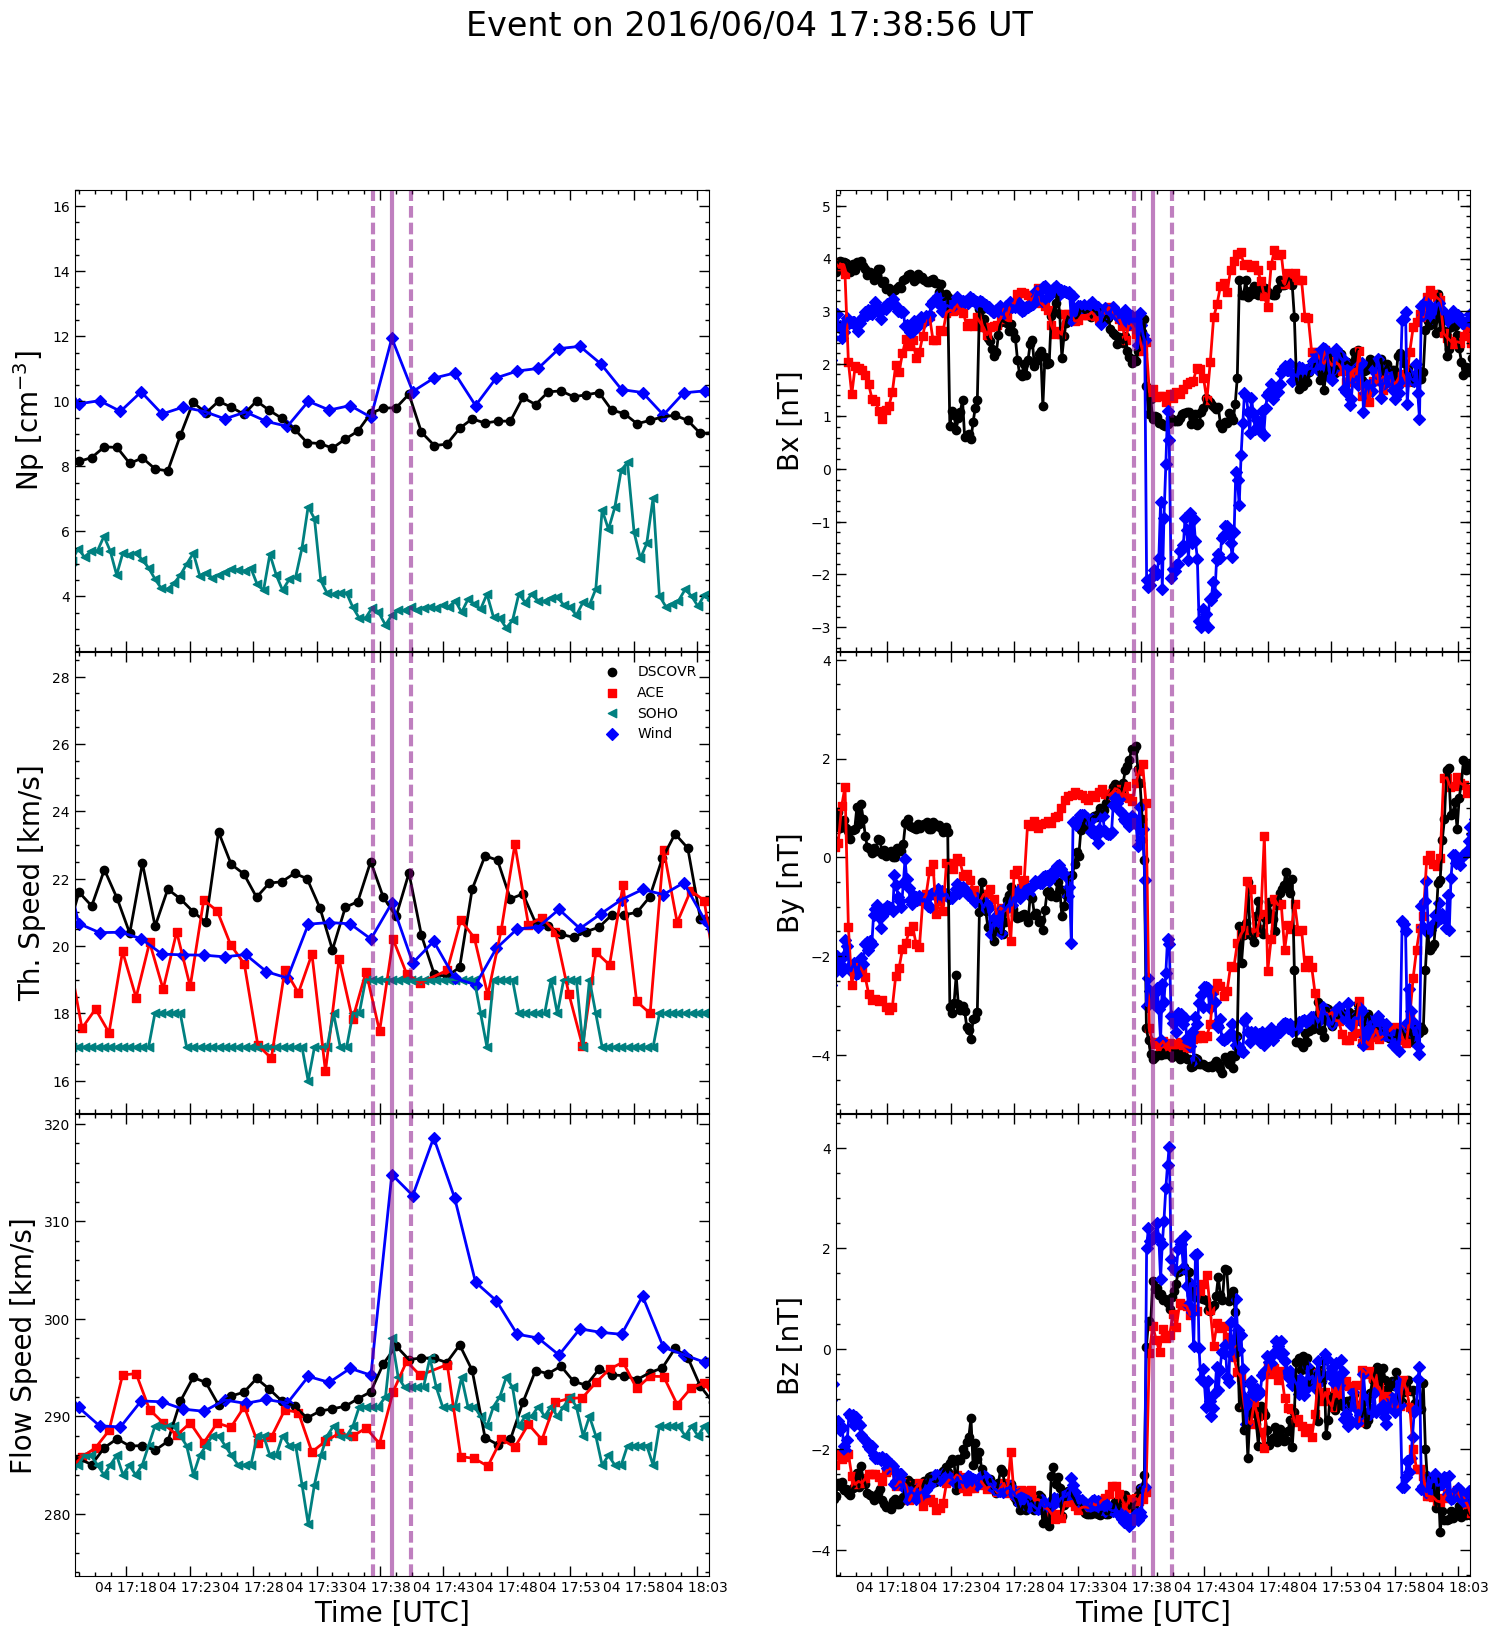 Event on 2016/06/04 17:38:56 UT
Np [cm⁻³]
16
14
12
10
8
6
4
Bx [nT]
5
4
3
2
1
0
−1
−2
−3
Th. Speed [km/s]
28
26
24
22
20
18
16
DSCOVR
ACE
SOHO
Wind
By [nT]
4
2
0
−2
−4
Flow Speed [km/s]
320
310
300
290
280
Bz [nT]
4
2
0
−2
−4
04 17:18 04 17:23 04 17:28 04 17:33 04 17:38 04 17:43 04 17:48 04 17:53 04 17:58 04 18:03
Time [UTC]
04 17:18 04 17:23 04 17:28 04 17:33 04 17:38 04 17:43 04 17:48 04 17:53 04 17:58 04 18:03
Time [UTC]